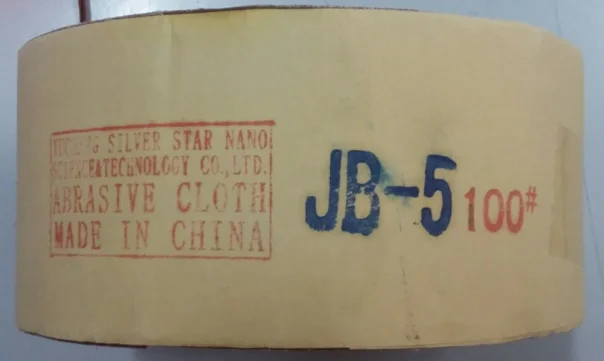 SILVER STAR NANO
SCIENCE&TECHNOLOGY CO.,LTD.
ABRASIVE CLOTH
MADE IN CHINA
JB-5 100#